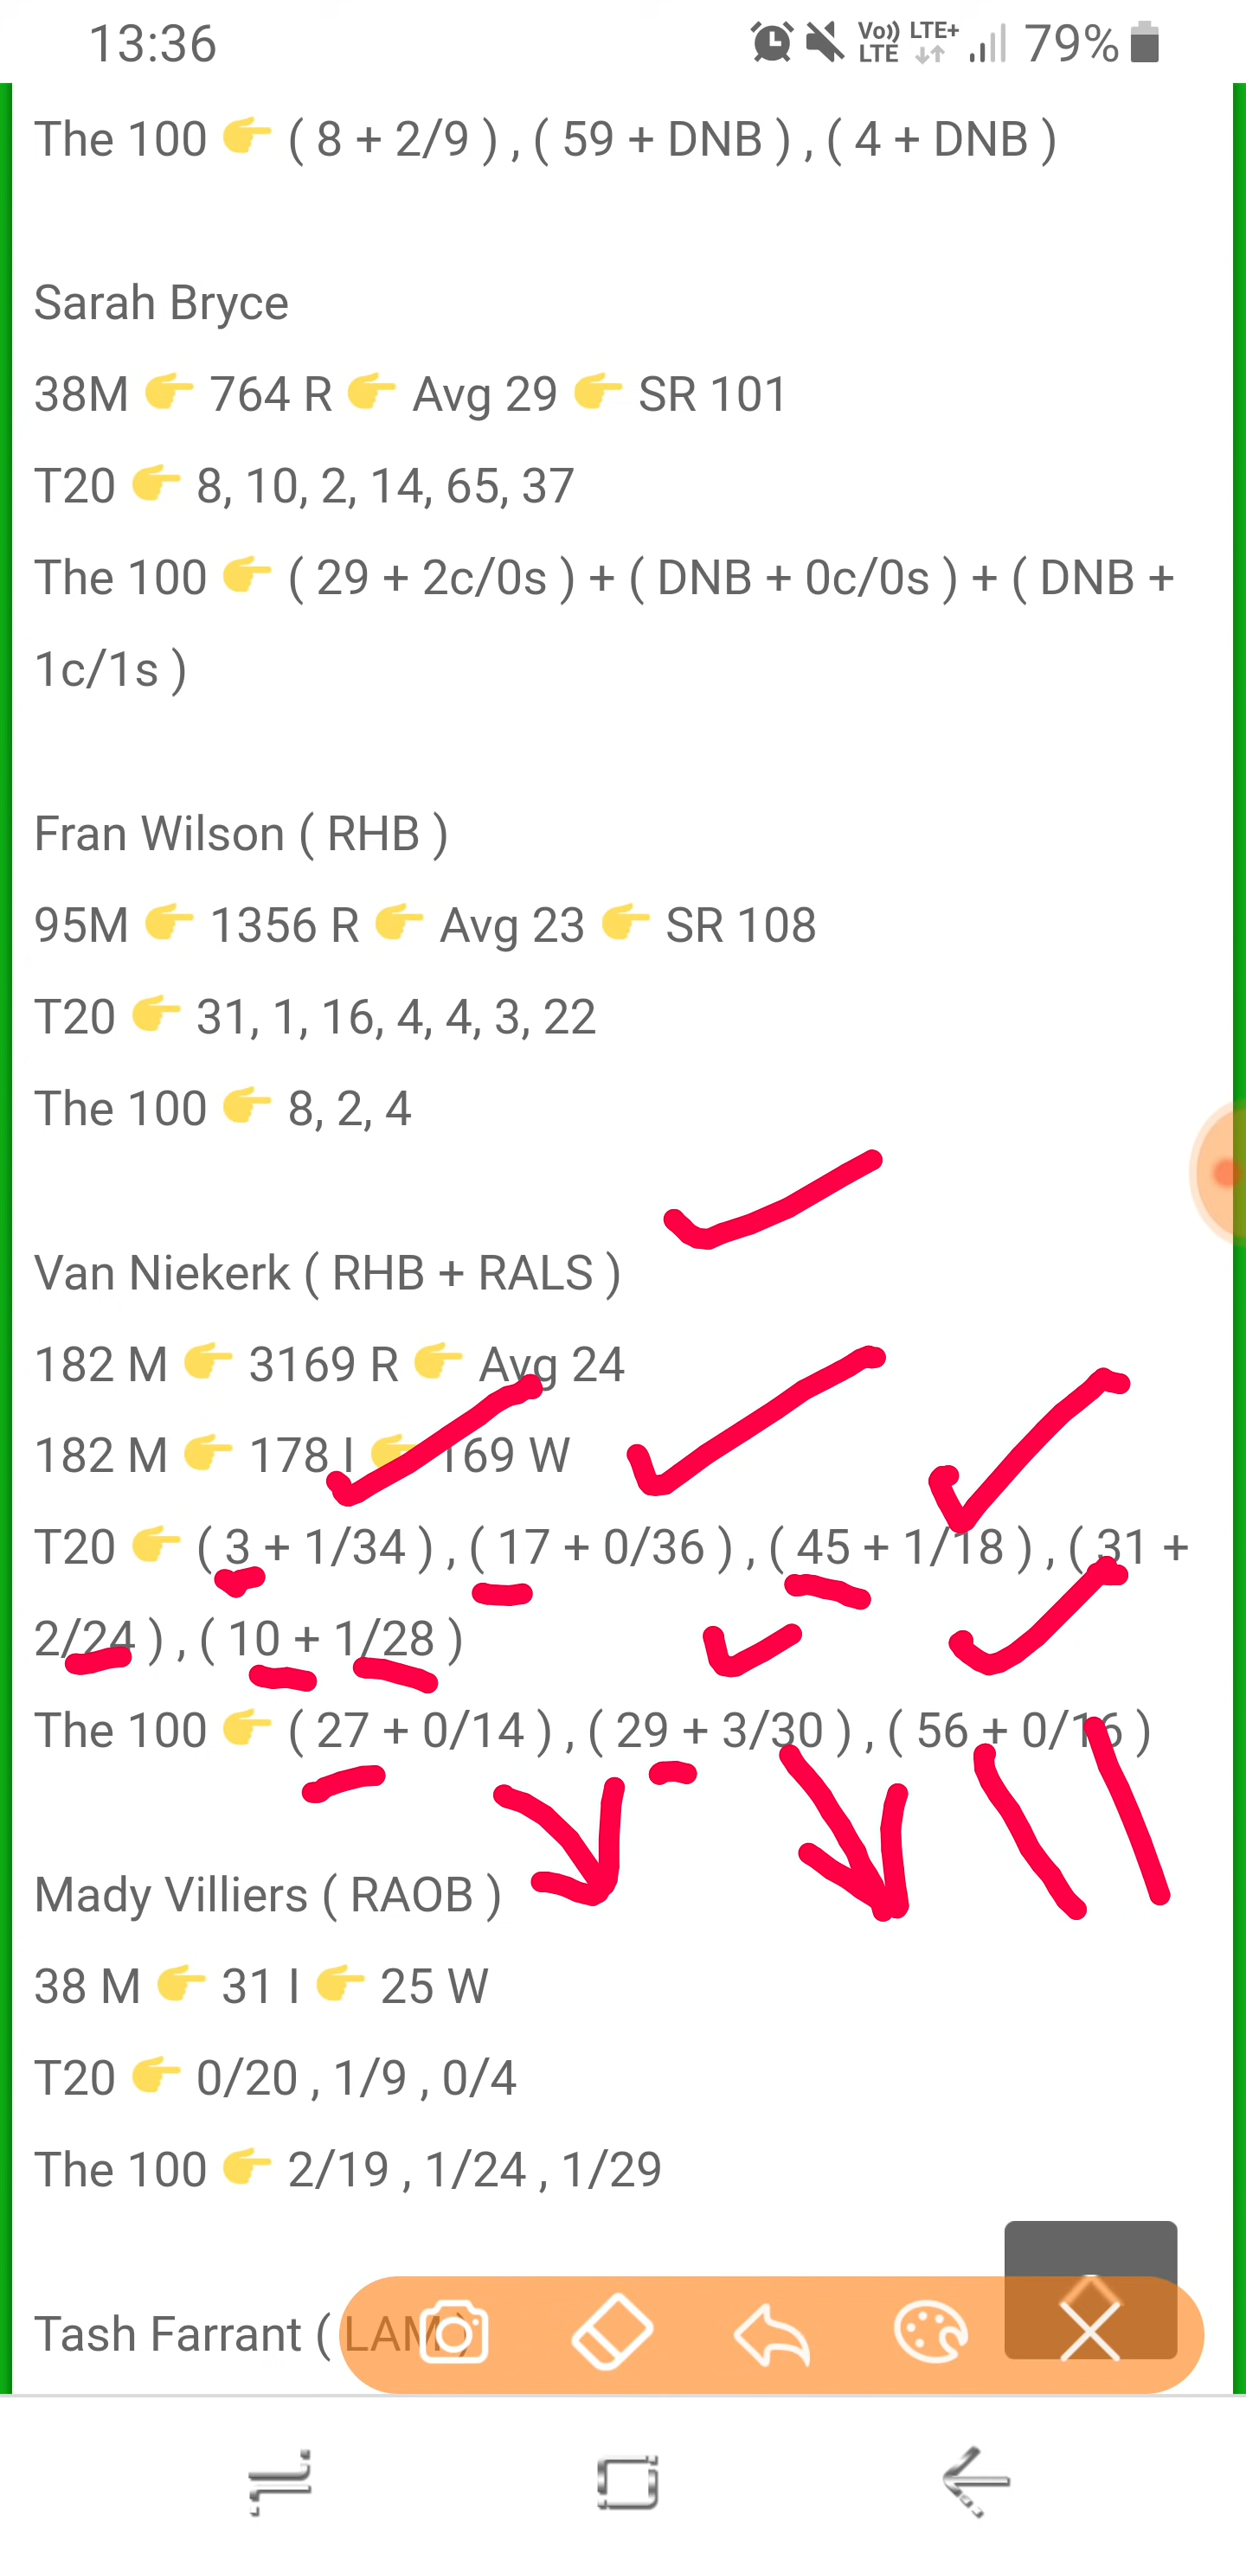 13:36 Vo)) LTE LTE+ 79%
The 100 👉 ( 8 + 2/9 ) , ( 59 + DNB ) , ( 4 + DNB )
Sarah Bryce
38M 👉 764 R 👉 Avg 29 👉 SR 101
T20 👉 8, 10, 2, 14, 65, 37
The 100 👉 ( 29 + 2c/0s ) + ( DNB + 0c/0s ) + ( DNB +
1c/1s )
Fran Wilson ( RHB )
95M 👉 1356 R 👉 Avg 23 👉 SR 108
T20 👉 31, 1, 16, 4, 4, 3, 22
The 100 👉 8, 2, 4
Van Niekerk ( RHB + RALS )
182 M 👉 3169 R 👉 Avg 24
182 M 👉 178 I 👉 169 W
T20 👉 ( 3 + 1/34 ) , ( 17 + 0/36 ) , ( 45 + 1/18 ) , ( 31 +
2/24 ) , ( 10 + 1/28 )
The 100 👉 ( 27 + 0/14 ) , ( 29 + 3/30 ) , ( 56 + 0/16 )
Mady Villiers ( RAOB )
38 M 👉 31 I 👉 25 W
T20 👉 0/20 , 1/9 , 0/4
The 100 👉 2/19 , 1/24 , 1/29
Tash Farrant ( LAM )